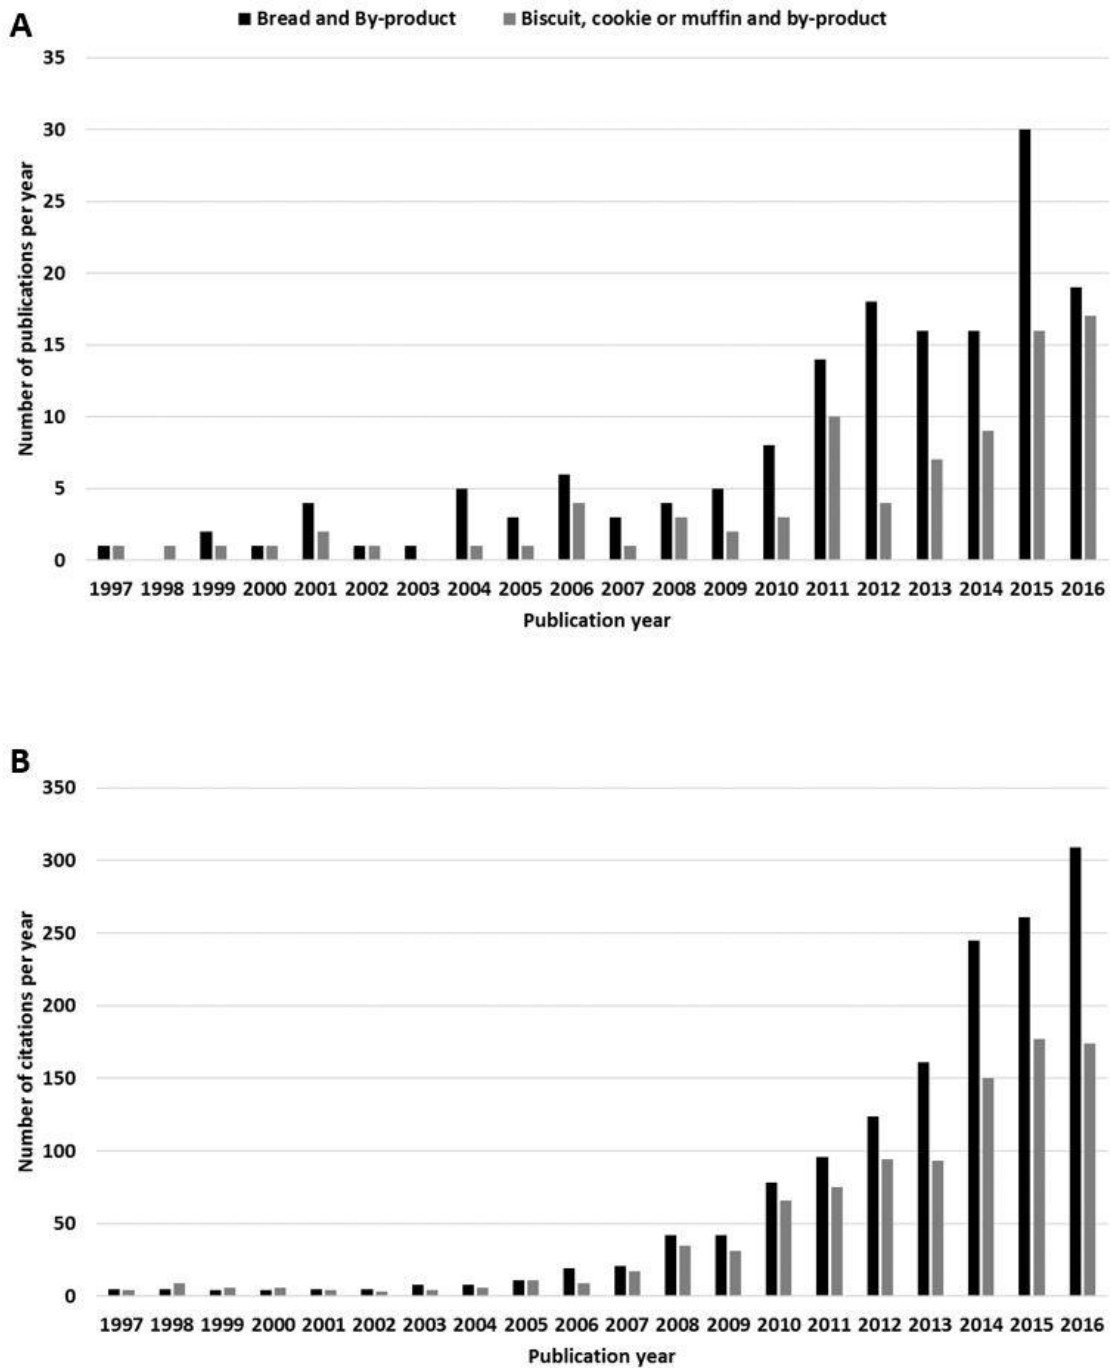 A
Bread and By-product Biscuit, cookie or muffin and by-product
35
30
25
20
15
10
5
0
Number of publications per year
1997 1998 1999 2000 2001 2002 2003 2004 2005 2006 2007 2008 2009 2010 2011 2012 2013 2014 2015 2016
Publication year
B
350
300
250
200
150
100
50
0
Number of citations per year
1997 1998 1999 2000 2001 2002 2003 2004 2005 2006 2007 2008 2009 2010 2011 2012 2013 2014 2015 2016
Publication year